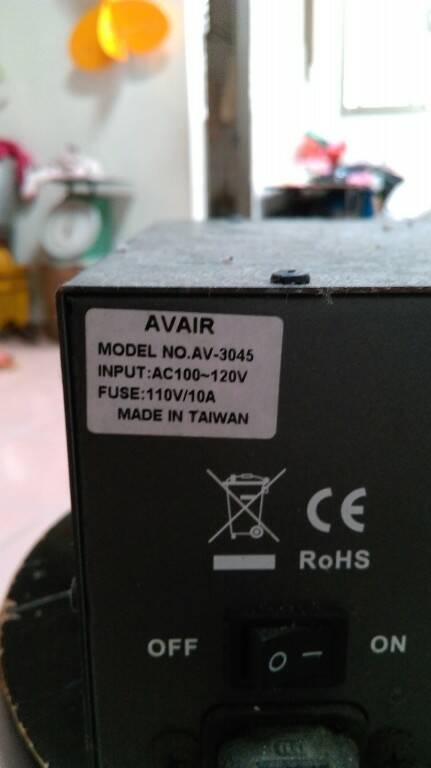 AVAIR
MODEL NO.AV-3045
INPUT:AC100~120V
FUSE:110V/10A
MADE IN TAIWAN
CE
RoHS
OFF
ON